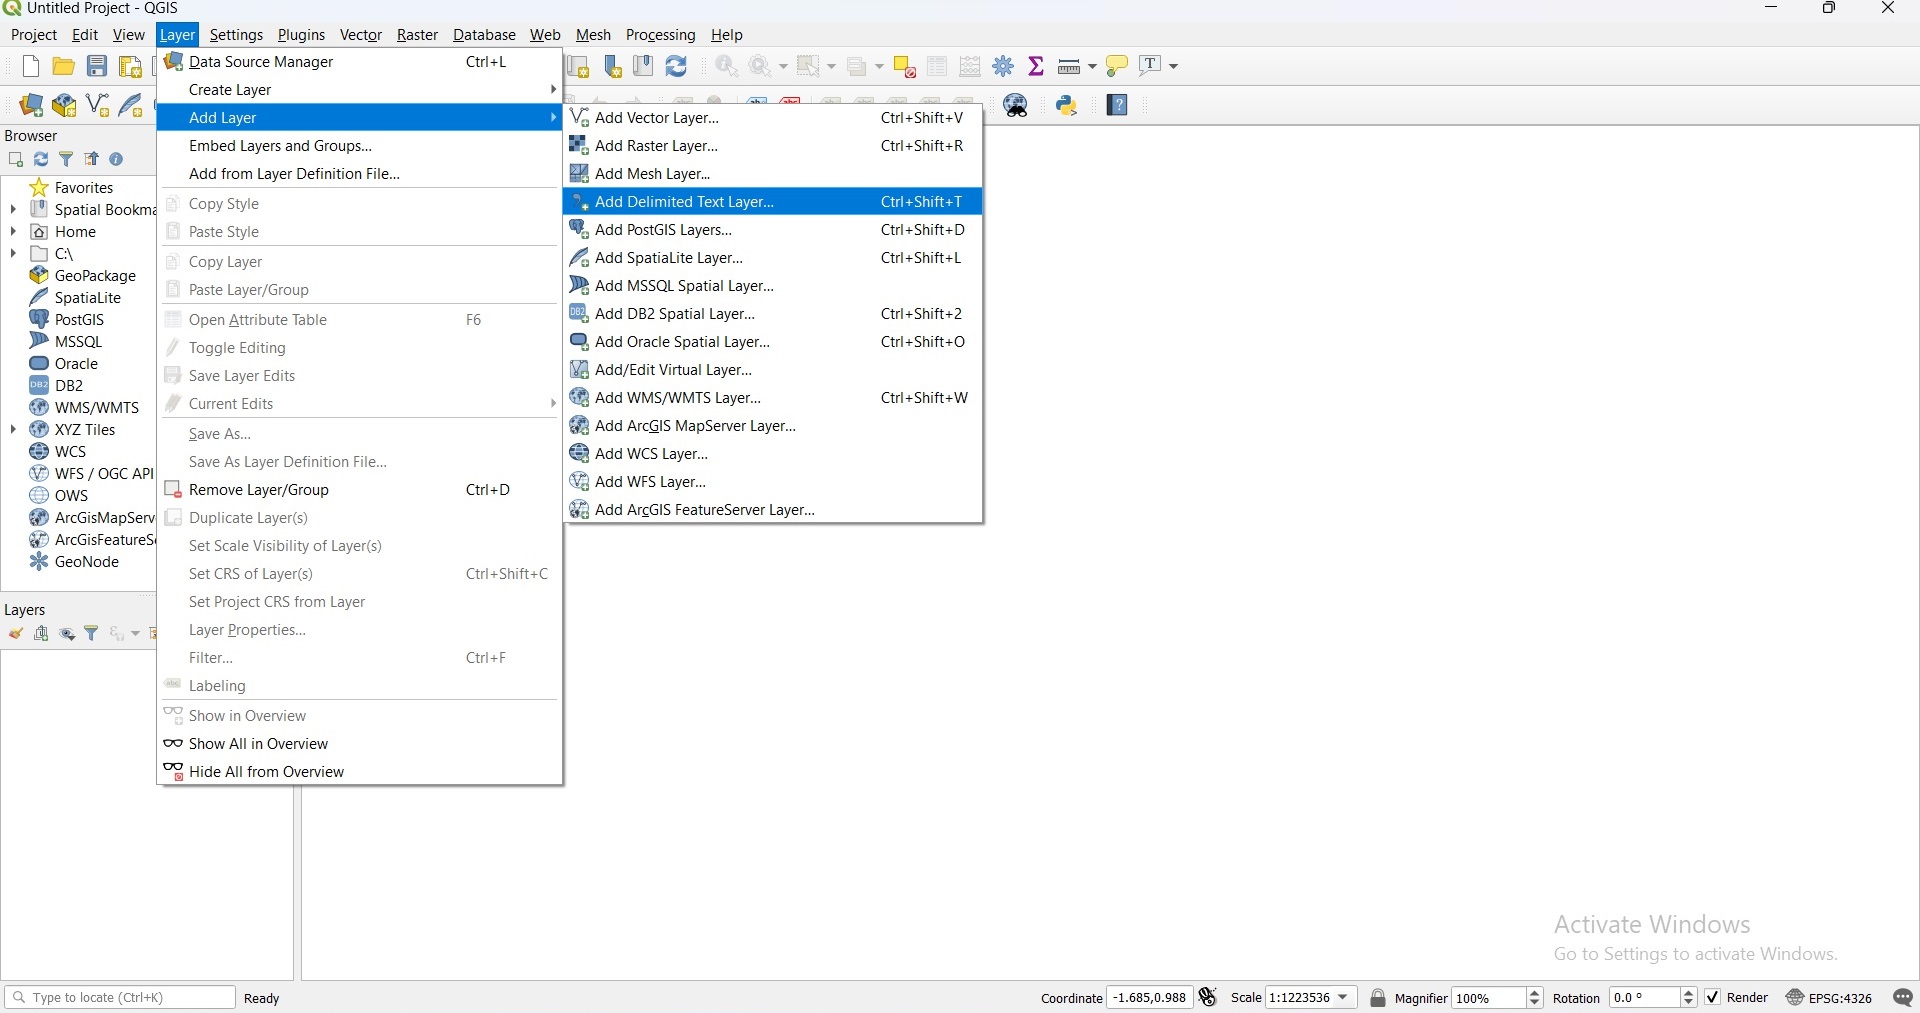 Untitled Project - QGIS
Project Edit View Layer Settings Plugins Vector Raster Database Web Mesh Processing Help
Data Source Manager Ctrl+L
Create Layer
Add Layer
Embed Layers and Groups...
Add from Layer Definition File...
Copy Style
Paste Style
Copy Layer
Paste Layer/Group
Open Attribute Table F6
Toggle Editing
Save Layer Edits
Current Edits
Save As...
Save As Layer Definition File...
Remove Layer/Group Ctrl+D
Duplicate Layer(s)
Set Scale Visibility of Layer(s)
Set CRS of Layer(s) Ctrl+Shift+C
Set Project CRS from Layer
Layer Properties...
Filter... Ctrl+F
Labeling
Show in Overview
Show All in Overview
Hide All from Overview
Add Vector Layer... Ctrl+Shift+V
Add Raster Layer... Ctrl+Shift+R
Add Mesh Layer...
Add Delimited Text Layer... Ctrl+Shift+T
Add PostGIS Layers... Ctrl+Shift+D
Add SpatiaLite Layer... Ctrl+Shift+L
Add MSSQL Spatial Layer...
Add DB2 Spatial Layer... Ctrl+Shift+2
Add Oracle Spatial Layer... Ctrl+Shift+O
Add/Edit Virtual Layer...
Add WMS/WMTS Layer... Ctrl+Shift+W
Add ArcGIS MapServer Layer...
Add WCS Layer...
Add WFS Layer...
Add ArcGIS FeatureServer Layer...
Browser
Favorites
Spatial Bookma
Home
C:\
GeoPackage
SpatiaLite
PostGIS
MSSQL
Oracle
DB2
WMS/WMTS
XYZ Tiles
WCS
WFS / OGC API
OWS
ArcGisMapServ
ArcGisFeatureS
GeoNode
Layers
Activate Windows
Go to Settings to activate Windows.
Type to locate (Ctrl+K) Ready Coordinate -1.685,0.988 Scale 1:1223536 Magnifier 100% Rotation 0.0 ° Render EPSG:4326